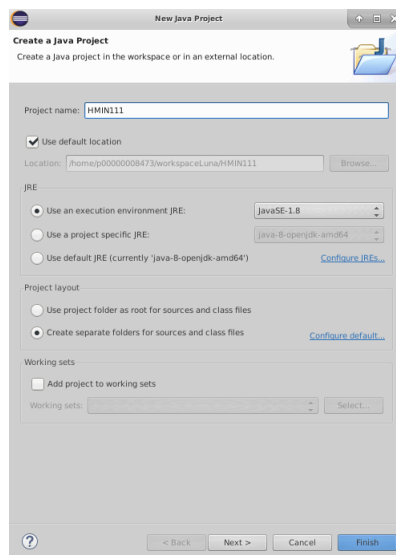 New Java Project
Create a Java Project
Create a Java project in the workspace or in an external location.
Project name: HMIN111
Use default location
Location: /home/p00000008473/workspaceLuna/HMIN111 Browse...
JRE
Use an execution environment JRE: JavaSE-1.8
Use a project specific JRE: java-8-openjdk-amd64
Use default JRE (currently 'java-8-openjdk-amd64') Configure JREs...
Project layout
Use project folder as root for sources and class files
Create separate folders for sources and class files Configure default...
Working sets
Add project to working sets
Working sets: Select...
? < Back Next > Cancel Finish